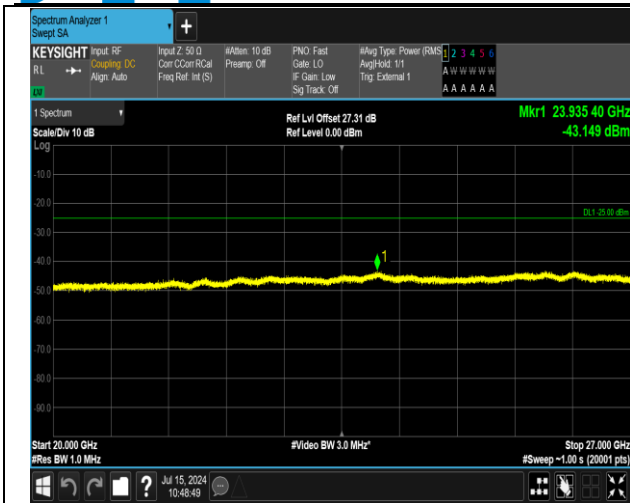 Spectrum Analyzer 1
Swept SA
+
KEYSIGHT
R L
Input: RF
Coupling: DC
Align: Auto
Input Z: 50 Ω
Corr CCorr RCal
Freq Ref: Int (S)
#Atten: 10 dB
Preamp: Off
PNO: Fast
Gate: LO
IF Gain: Low
Sig Track: Off
#Avg Type: Power (RMS
Avg|Hold: 1/1
Trig: External 1
1 2 3 4 5 6
A W W W W W
A A A A A A
1 Spectrum
Scale/Div 10 dB
Log
Ref Lvl Offset 27.31 dB
Ref Level 0.00 dBm
Mkr1 23.935 40 GHz
-43.149 dBm
-10.0
-20.0
DL1 -25.00 dBm
-30.0
-40.0
1
-50.0
-60.0
-70.0
-80.0
-90.0
Start 20.000 GHz
#Res BW 1.0 MHz
#Video BW 3.0 MHz*
Stop 27.000 GHz
#Sweep ~1.00 s (20001 pts)
?
Jul 15, 2024
10:48:49